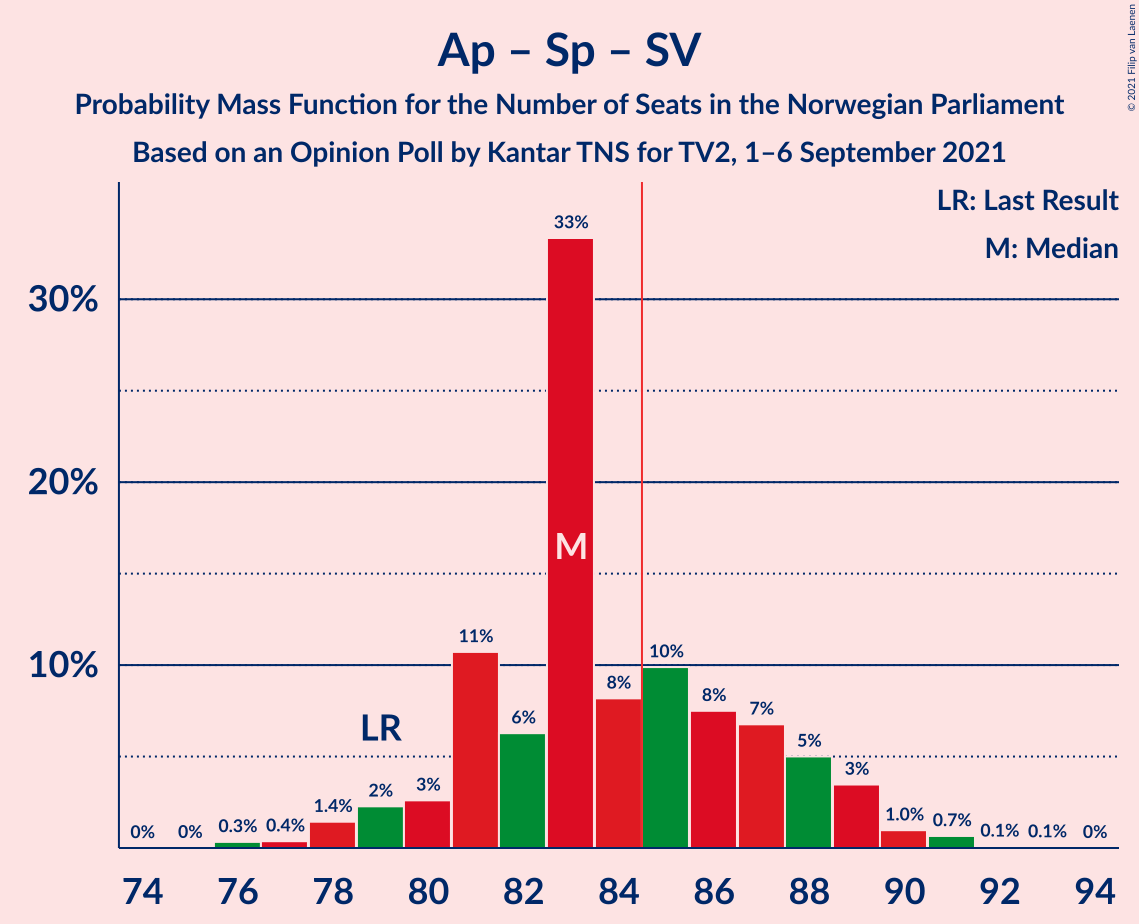 Ap – Sp – SV
Probability Mass Function for the Number of Seats in the Norwegian Parliament
Based on an Opinion Poll by Kantar TNS for TV2, 1–6 September 2021
© 2021 Filip van Laenen
LR: Last Result
M: Median
30%
20%
10%
33%
M
11%
10%
8%
8%
7%
6%
LR
5%
3%
3%
2%
1.4%
1.0%
0.7%
0% 0% 0.3% 0.4% 0.1% 0.1% 0%
74 76 78 80 82 84 86 88 90 92 94